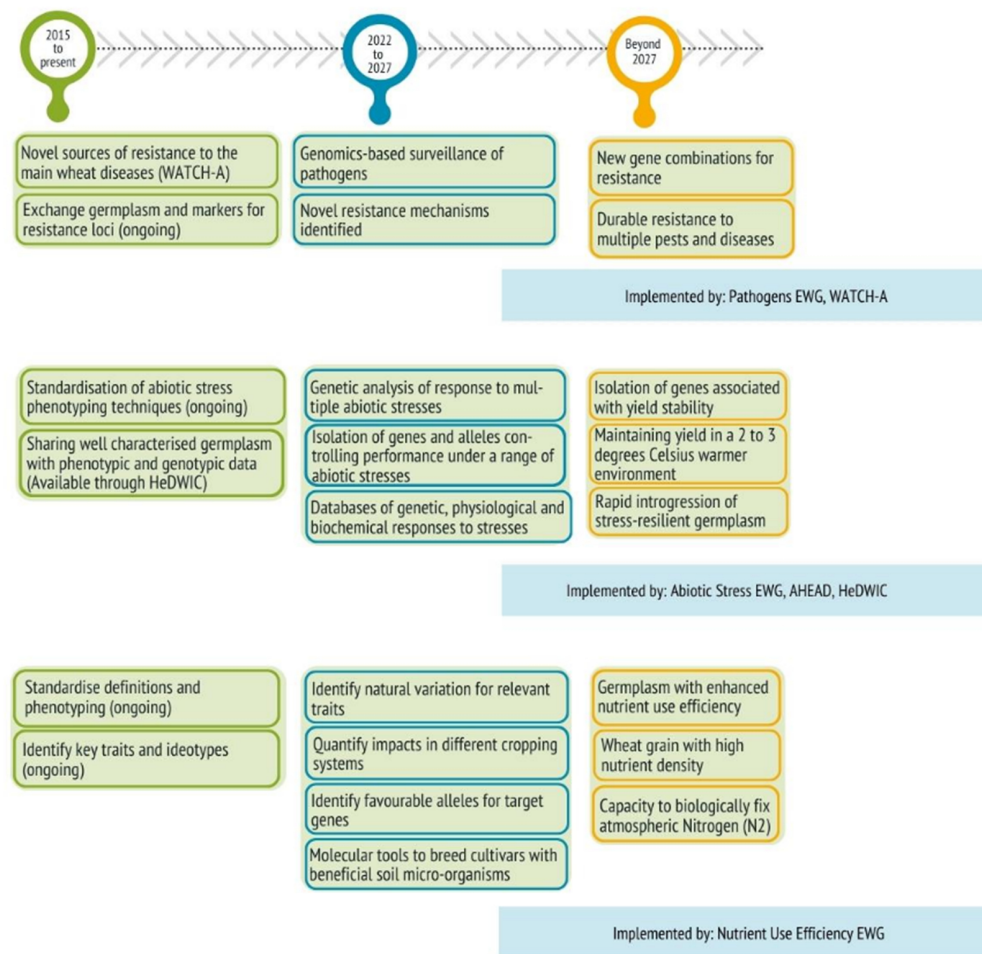 2015
to
present
2022
to
2027
Beyond
2027
Novel sources of resistance to the
main wheat diseases (WATCH-A)
Exchange germplasm and markers for
resistance loci (ongoing)
Genomics-based surveillance of
pathogens
Novel resistance mechanisms
identified
New gene combinations for
resistance
Durable resistance to
multiple pests and diseases
Implemented by: Pathogens EWG, WATCH-A
Standardisation of abiotic stress
phenotyping techniques (ongoing)
Sharing well characterised germplasm
with phenotypic and genotypic data
(Available through HeDWIC)
Genetic analysis of response to mul-
tiple abiotic stresses
Isolation of genes and alleles con-
trolling performance under a range of
abiotic stresses
Databases of genetic, physiological and
biochemical responses to stresses
Isolation of genes associated
with yield stability
Maintaining yield in a 2 to 3
degrees Celsius warmer
environment
Rapid introgression of
stress-resilient germplasm
Implemented by: Abiotic Stress EWG, AHEAD, HeDWIC
Standardise definitions and
phenotyping (ongoing)
Identify key traits and ideotypes
(ongoing)
Identify natural variation for relevant
traits
Quantify impacts in different cropping
systems
Identify favourable alleles for target
genes
Molecular tools to breed cultivars with
beneficial soil micro-organisms
Germplasm with enhanced
nutrient use efficiency
Wheat grain with high
nutrient density
Capacity to biologically fix
atmospheric Nitrogen (N2)
Implemented by: Nutrient Use Efficiency EWG